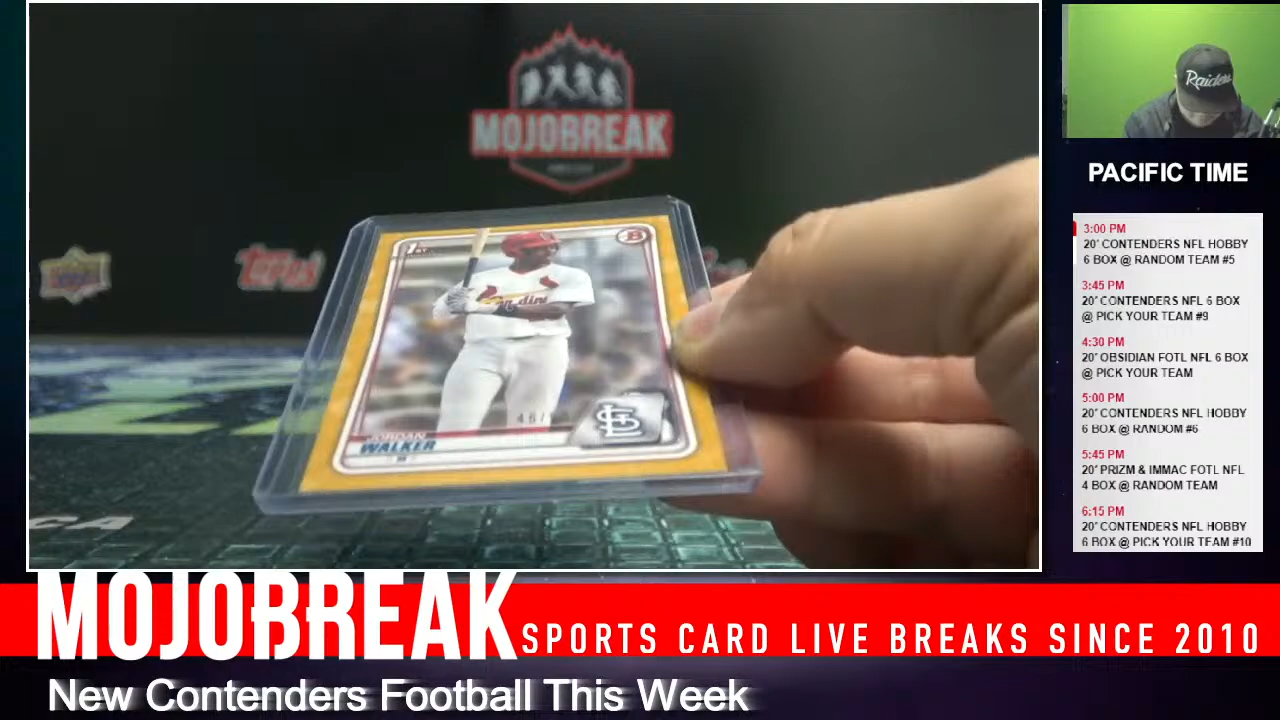 MOJOBREAK
topps
1st
B
Cardinals
46/
STL
JORDAN
WALKER
CA
Raiders
PACIFIC TIME
3:00 PM
20' CONTENDERS NFL HOBBY
6 BOX @ RANDOM TEAM #5
3:45 PM
20' CONTENDERS NFL 6 BOX
@ PICK YOUR TEAM #9
4:30 PM
20' OBSIDIAN FOTL NFL 6 BOX
@ PICK YOUR TEAM
5:00 PM
20' CONTENDERS NFL HOBBY
6 BOX @ RANDOM #6
5:45 PM
20' PRIZM & IMMAC FOTL NFL
4 BOX @ RANDOM TEAM
6:15 PM
20' CONTENDERS NFL HOBBY
6 BOX @ PICK YOUR TEAM #10
MOJOBREAK
SPORTS CARD LIVE BREAKS SINCE 2010
New Contenders Football This Week